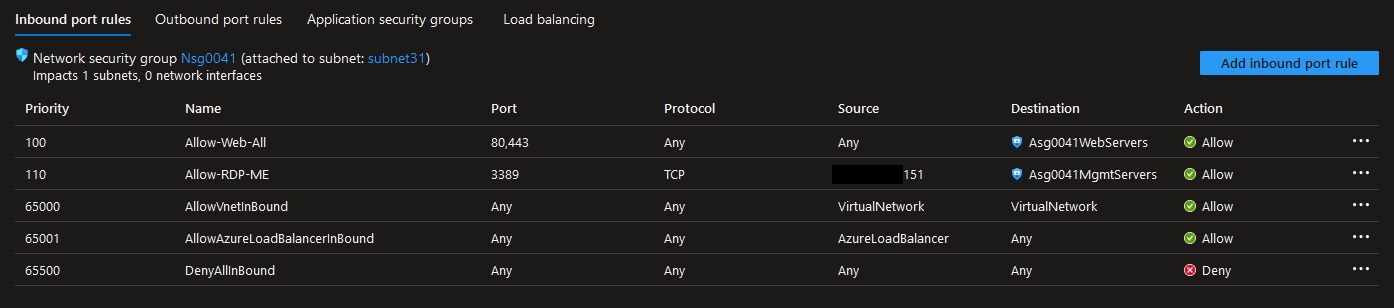 Inbound port rules Outbound port rules Application security groups Load balancing
Network security group Nsg0041 (attached to subnet: subnet31)
Impacts 1 subnets, 0 network interfaces
Add inbound port rule
Priority Name Port Protocol Source Destination Action
100 Allow-Web-All 80,443 Any Any Asg0041WebServers Allow
110 Allow-RDP-ME 3389 TCP 151 Asg0041MgmtServers Allow
65000 AllowVnetInBound Any Any VirtualNetwork VirtualNetwork Allow
65001 AllowAzureLoadBalancerInBound Any Any AzureLoadBalancer Any Allow
65500 DenyAllInBound Any Any Any Any Deny